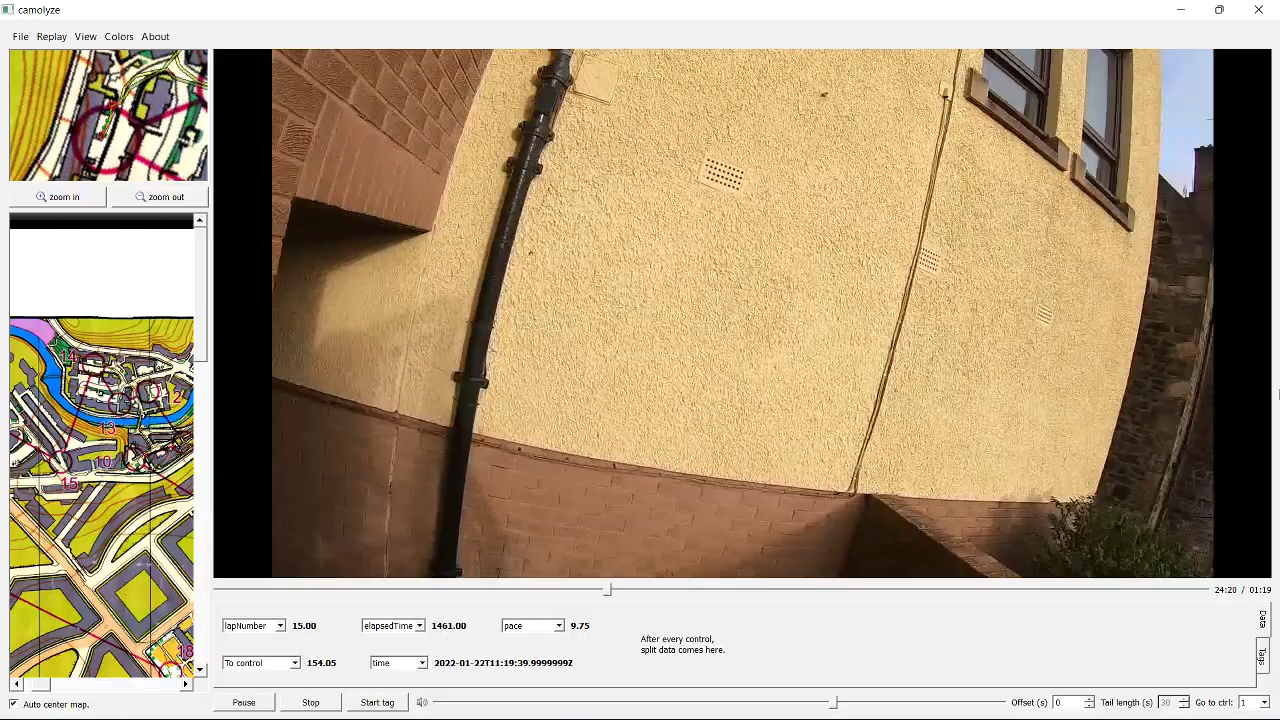 camolyze
File Replay View Colors About
zoom in zoom out
14
2
13
10
15
18
24:20 / 01:19
lapNumber 15.00 elapsedTime 1461.00 pace 9.75
After every control,
split data comes here.
To control 154.05 time 2022-01-22T11:19:39.9999999Z
Data
Tags
Auto center map.
Pause Stop Start tag Offset (s) 0 Tail length (s) 30 Go to ctrl: 1